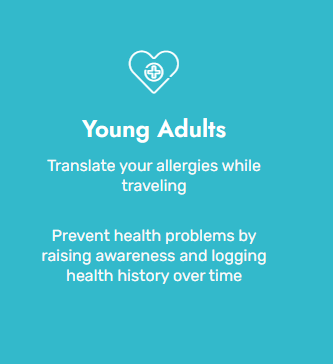 Young Adults
Translate your allergies while
traveling
Prevent health problems by
raising awareness and logging
health history over time